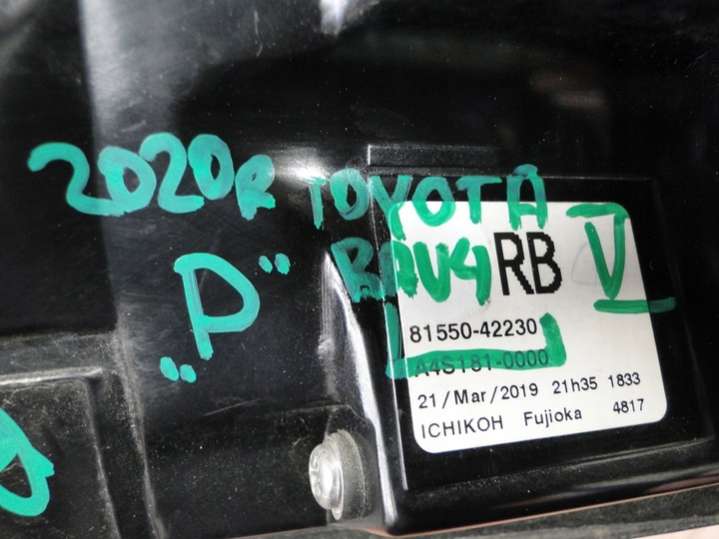 2020R TOYOTA
„P” RAV4 V
RB
81550-42230
A4S181-0000
21/Mar/2019 21h35 1833
ICHIKOH Fujioka 4817